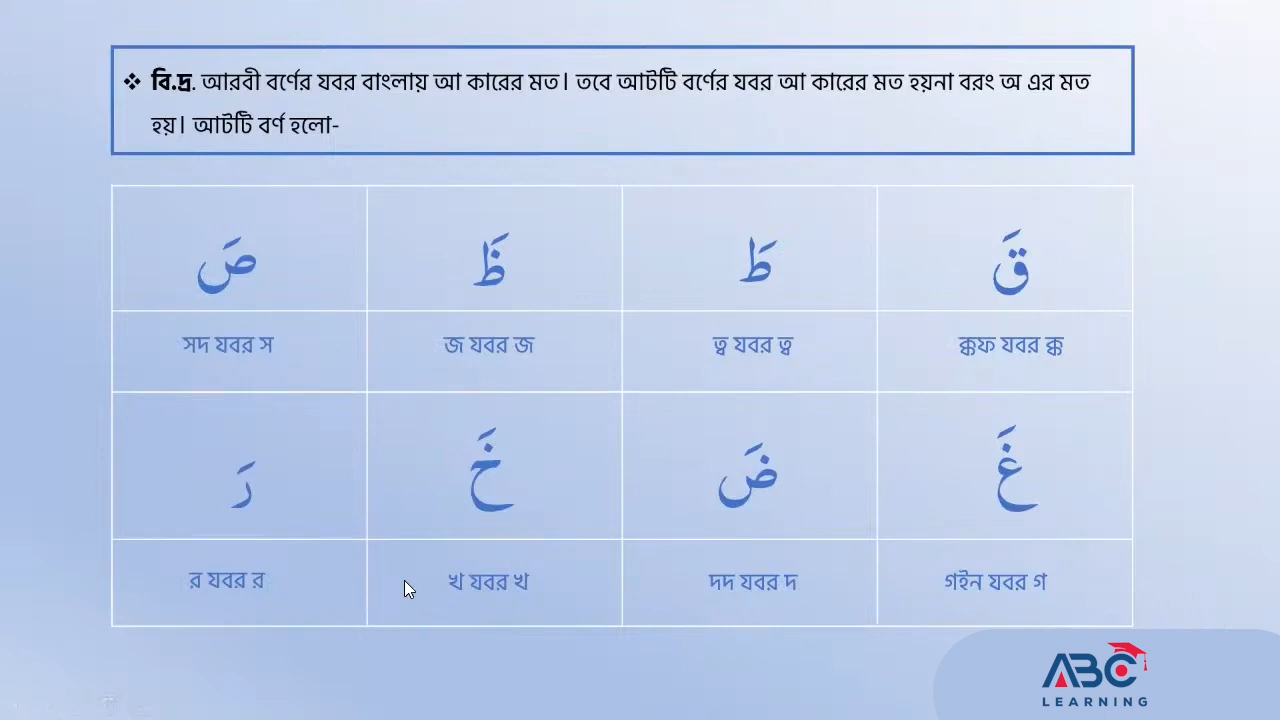 ❖ বি.দ্র. আরবী বর্ণের যবর বাংলায় আ কারের মত। তবে আটটি বর্ণের যবর আ কারের মত হয়না বরং অ এর মত
হয়। আটটি বর্ণ হলো-
صَ ظَ طَ قَ
সদ যবর স জ যবর জ ত্ব যবর ত্ব ক্কফ যবর ক্ক
رَ خَ ضَ غَ
র যবর র খ যবর খ দদ যবর দ গইন যবর গ
ABC
LEARNING